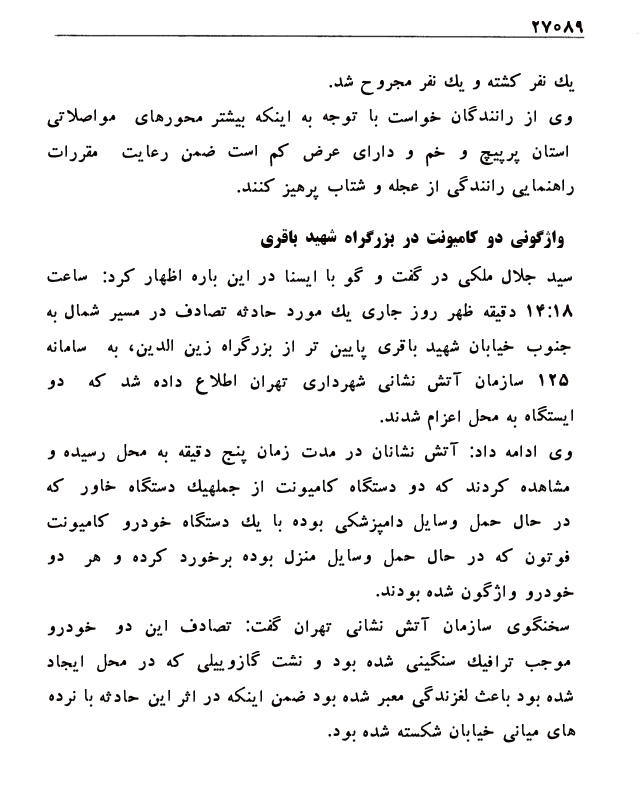 ۲۷۰۸۹
یك نفر كشته و یك نفر مجروح شد.
وی از رانندگان خواست با توجه به اینكه بیشتر محورهای مواصلاتی
استان پرپیچ و خم و دارای عرض كم است ضمن رعایت مقررات
راهنمایی رانندگی از عجله و شتاب پرهیز كنند.
واژگونی دو كامیونت در بزرگراه شهید باقری
سید جلال ملكی در گفت و گو با ایسنا در این باره اظهار كرد: ساعت
۱۴:۱۸ دقیقه ظهر روز جاری یك مورد حادثه تصادف در مسیر شمال به
جنوب خیابان شهید باقری پایین تر از بزرگراه زین الدین، به سامانه
۱۲۵ سازمان آتش نشانی شهرداری تهران اطلاع داده شد كه دو
ایستگاه به محل اعزام شدند.
وی ادامه داد: آتش نشانان در مدت زمان پنج دقیقه به محل رسیده و
مشاهده كردند كه دو دستگاه كامیونت از جملهیك دستگاه خاور كه
در حال حمل وسایل دامپزشكی بوده با یك دستگاه خودرو كامیونت
فوتون كه در حال حمل وسایل منزل بوده برخورد كرده و هر دو
خودرو واژگون شده بودند.
سخنگوی سازمان آتش نشانی تهران گفت: تصادف این دو خودرو
موجب ترافیك سنگینی شده بود و نشت گازوییلی كه در محل ایجاد
شده بود باعث لغزندگی معبر شده بود ضمن اینكه در اثر این حادثه با نرده
های میانی خیابان شكسته شده بود.